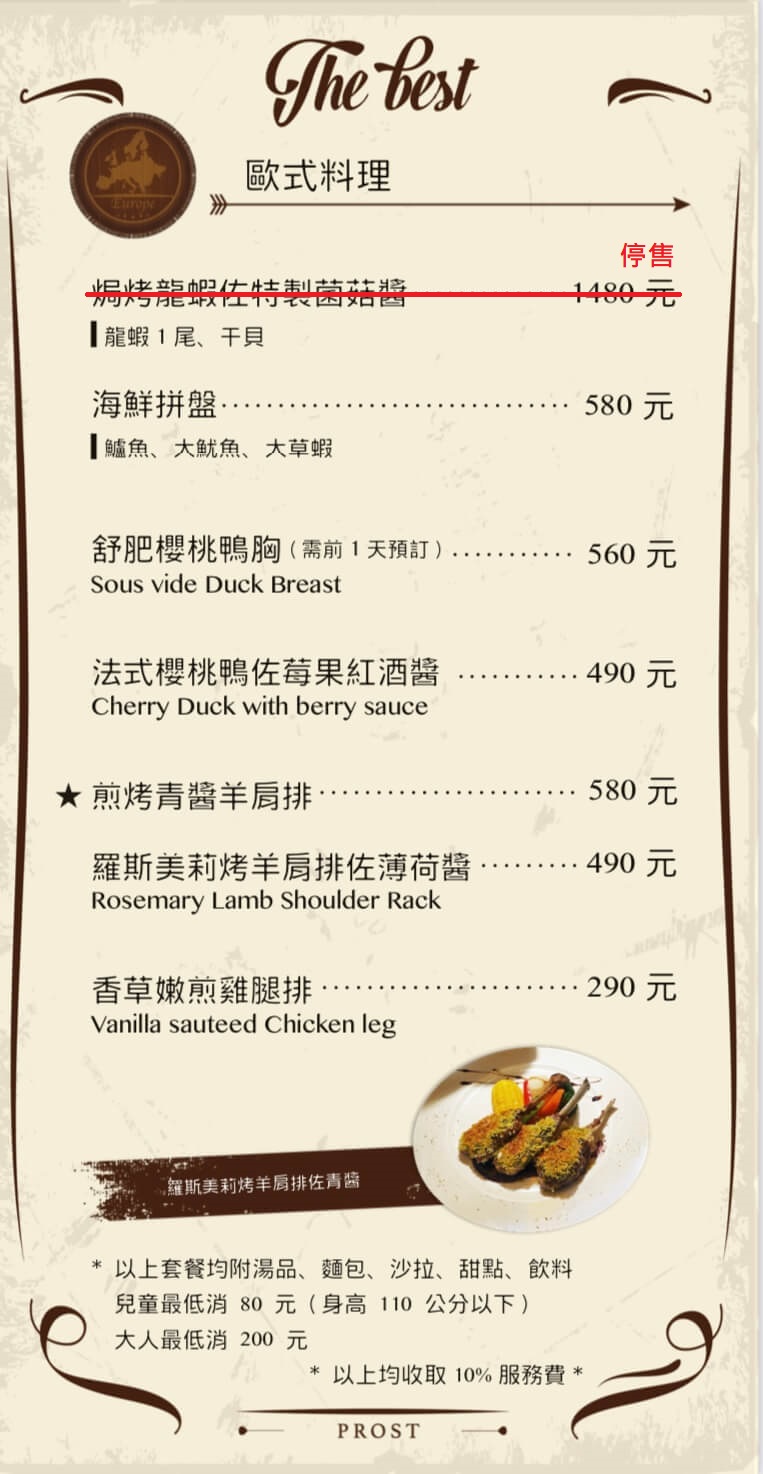 The best
Europe
歐式料理
停售
焗烤龍蝦佐特製菌菇醬 1480 元
龍蝦 1 尾、干貝
海鮮拼盤 580 元
鱸魚、大魷魚、大草蝦
舒肥櫻桃鴨胸(需前 1 天預訂) 560 元
Sous vide Duck Breast
法式櫻桃鴨佐莓果紅酒醬 490 元
Cherry Duck with berry sauce
★ 煎烤青醬羊肩排 580 元
羅斯美莉烤羊肩排佐薄荷醬 490 元
Rosemary Lamb Shoulder Rack
香草嫩煎雞腿排 290 元
Vanilla sauteed Chicken leg
羅斯美莉烤羊肩排佐青醬
* 以上套餐均附湯品、麵包、沙拉、甜點、飲料
兒童最低消 80 元(身高 110 公分以下)
大人最低消 200 元
* 以上均收取 10% 服務費 *
PROST